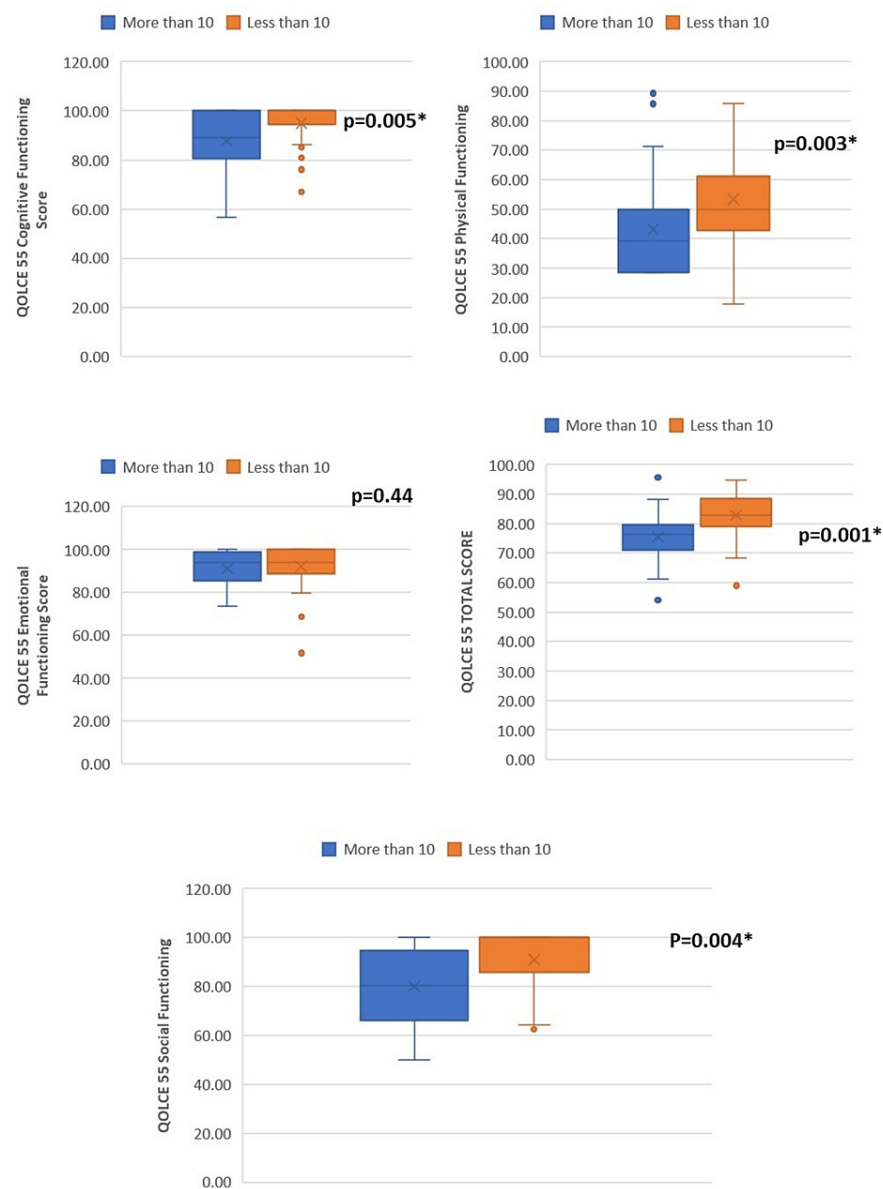 More than 10 Less than 10
120.00
100.00
80.00
60.00
40.00
20.00
0.00
QOLCE 55 Cognitive Functioning
Score
p=0.005*
More than 10 Less than 10
100.00
90.00
80.00
70.00
60.00
50.00
40.00
30.00
20.00
10.00
0.00
QOLCE 55 Physical Functioning
p=0.003*
More than 10 Less than 10
p=0.44
120.00
100.00
80.00
60.00
40.00
20.00
0.00
QOLCE 55 Emotional
Functioning Score
More than 10 Less than 10
100.00
90.00
80.00
70.00
60.00
50.00
40.00
30.00
20.00
10.00
0.00
QOLCE 55 TOTAL SCORE
p=0.001*
More than 10 Less than 10
120.00
100.00
80.00
60.00
40.00
20.00
0.00
QOLCE 55 Social Functioning
P=0.004*